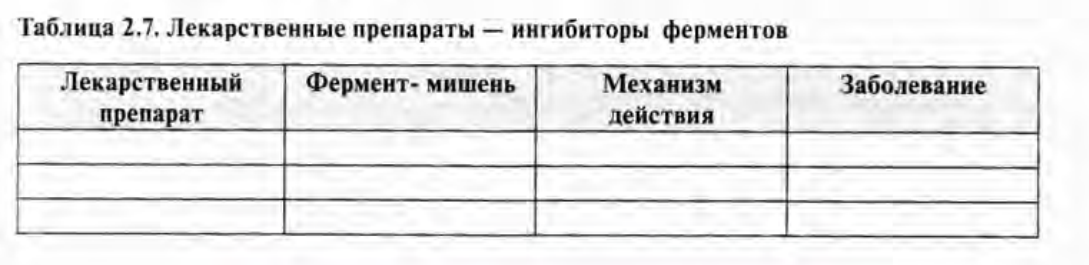 Таблица 2.7. Лекарственные препараты — ингибиторы ферментов
Лекарственный препарат
Фермент- мишень
Механизм действия
Заболевание